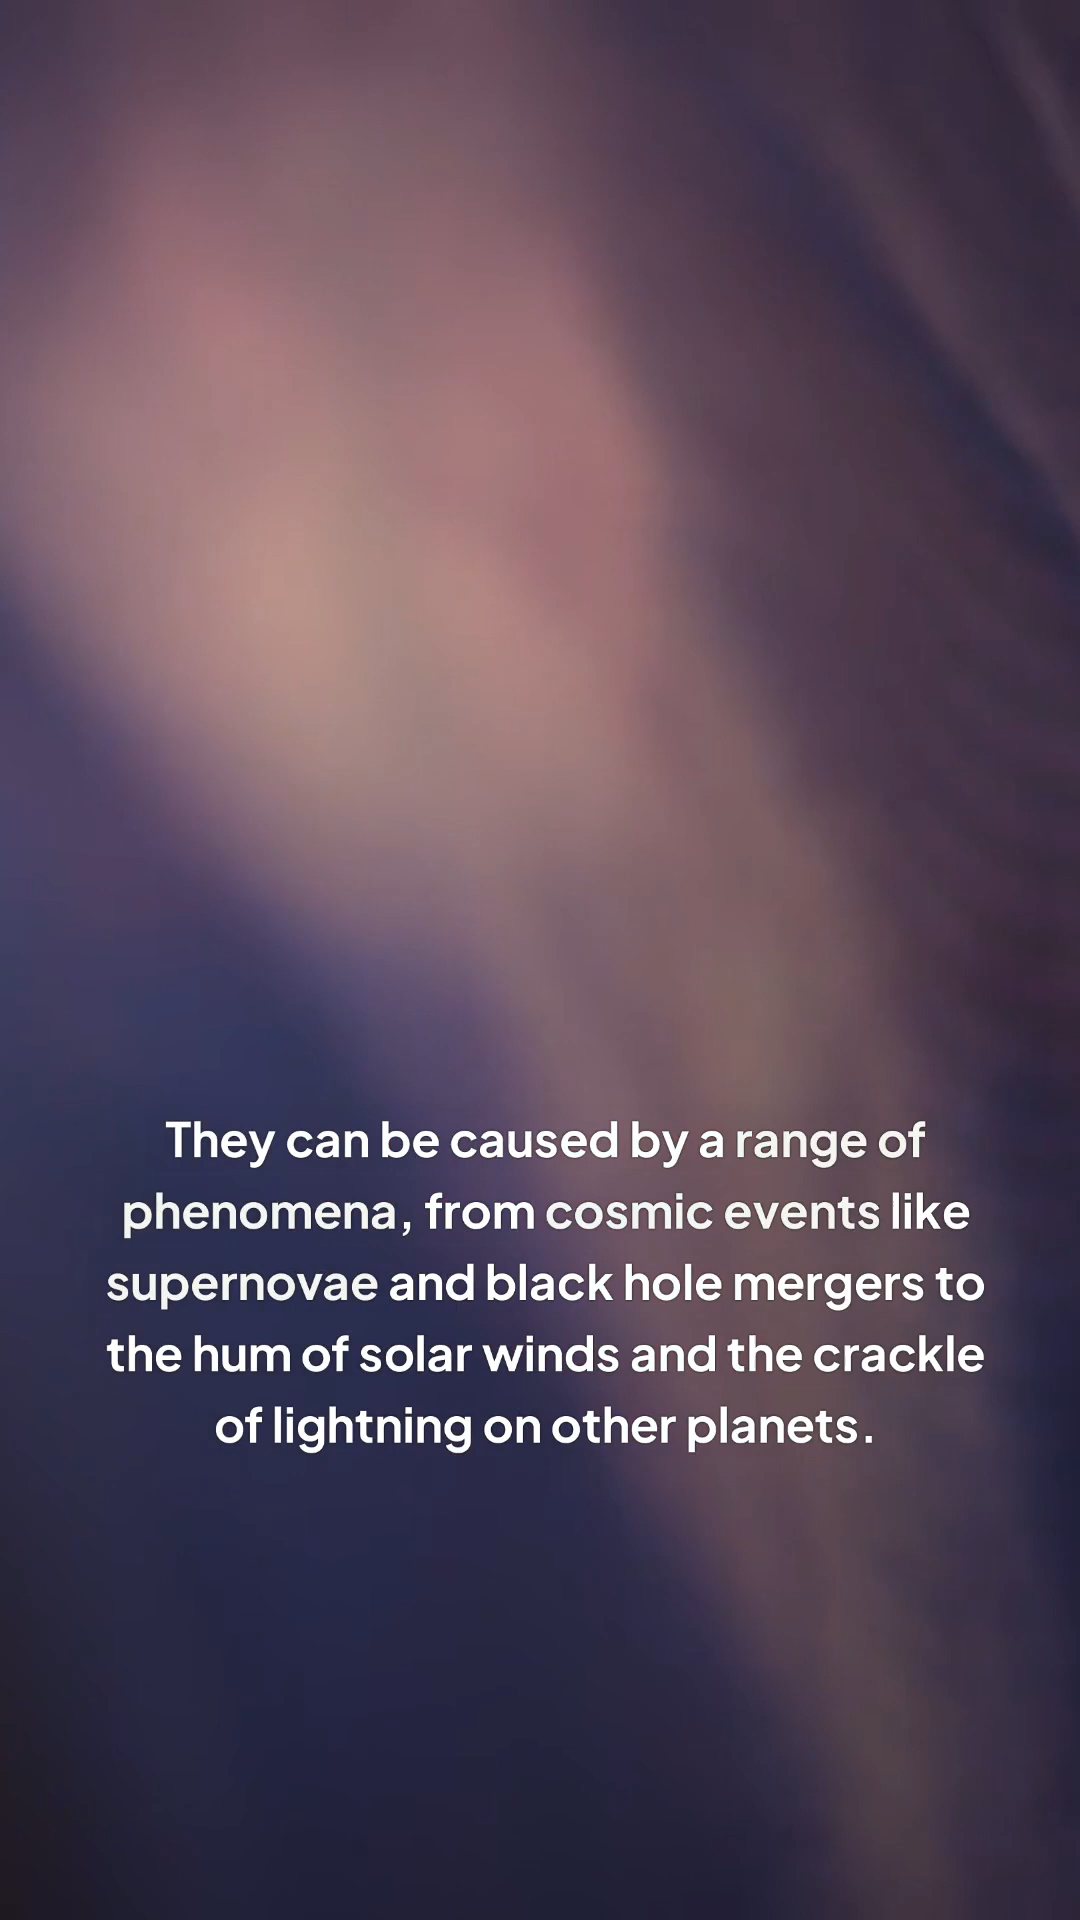 They can be caused by a range of
phenomena, from cosmic events like
supernovae and black hole mergers to
the hum of solar winds and the crackle
of lightning on other planets.